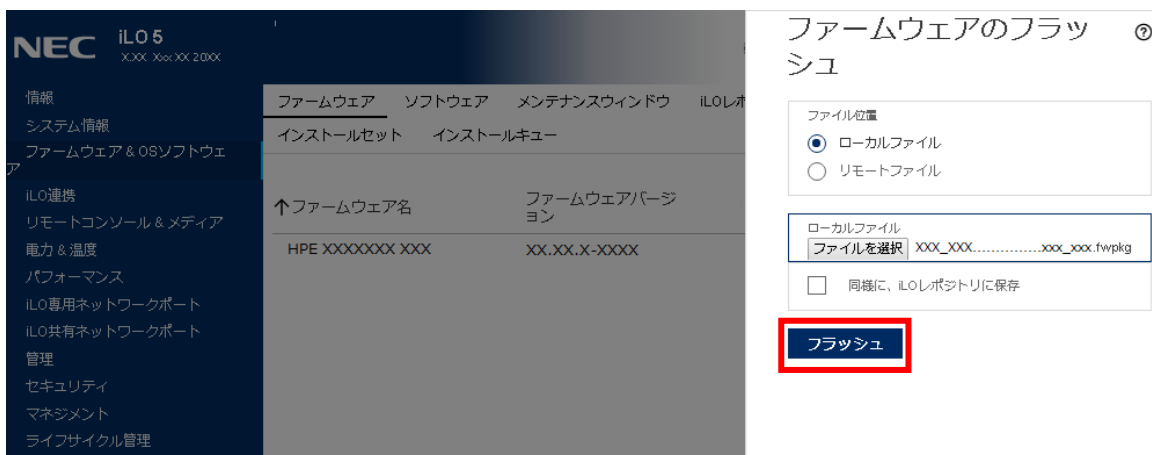 NEC iLO 5
X.XX Xxx XX 20XX
情報
システム情報
ファームウェア & OSソフトウェ
ア
iLO連携
リモートコンソール & メディア
電力 & 温度
パフォーマンス
iLO専用ネットワークポート
iLO共有ネットワークポート
管理
セキュリティ
マネジメント
ライフサイクル管理
ファームウェア ソフトウェア メンテナンスウィンドウ iLOレポ
インストールセット インストールキュー
↑ファームウェア名
ファームウェアバージ
ョン
HPE XXXXXXX XXX XX.XX.X-XXXX
ファームウエアのフラッ
シュ
ファイル位置
ローカルファイル
リモートファイル
ローカルファイル
ファイルを選択 XXX_XXX...............xxx_xxx.fwpkg
同様に、iLOレポジトリに保存
フラッシュ